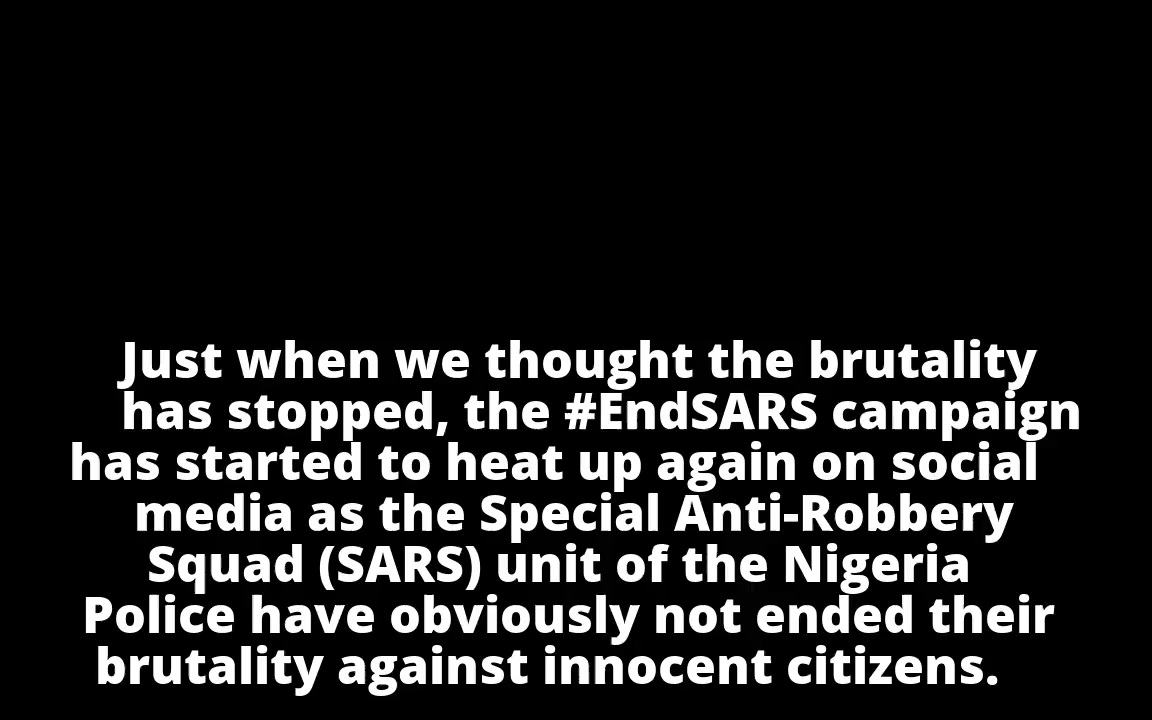 Just when we thought the brutality
has stopped, the #EndSARS campaign
has started to heat up again on social
media as the Special Anti-Robbery
Squad (SARS) unit of the Nigeria
Police have obviously not ended their
brutality against innocent citizens.